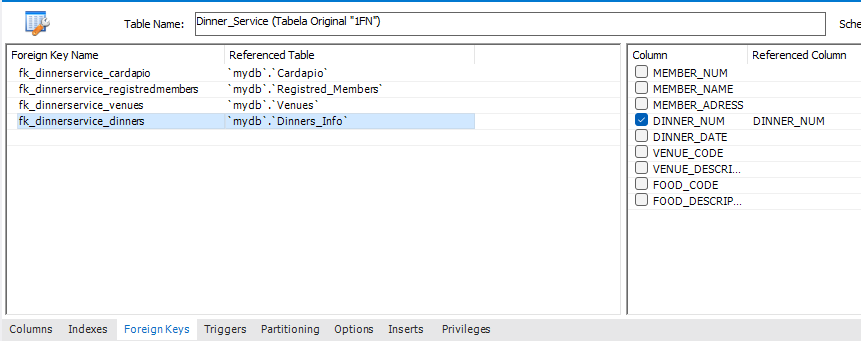 Table Name: Dinner_Service (Tabela Original "1FN") Sche
Foreign Key Name Referenced Table
fk_dinnerservice_cardapio `mydb`.`Cardapio`
fk_dinnerservice_registredmembers `mydb`.`Registred_Members`
fk_dinnerservice_venues `mydb`.`Venues`
fk_dinnerservice_dinners `mydb`.`Dinners_Info`
Column Referenced Column
MEMBER_NUM
MEMBER_NAME
MEMBER_ADRESS
DINNER_NUM DINNER_NUM
DINNER_DATE
VENUE_CODE
VENUE_DESCRI...
FOOD_CODE
FOOD_DESCRIP...
Columns Indexes Foreign Keys Triggers Partitioning Options Inserts Privileges